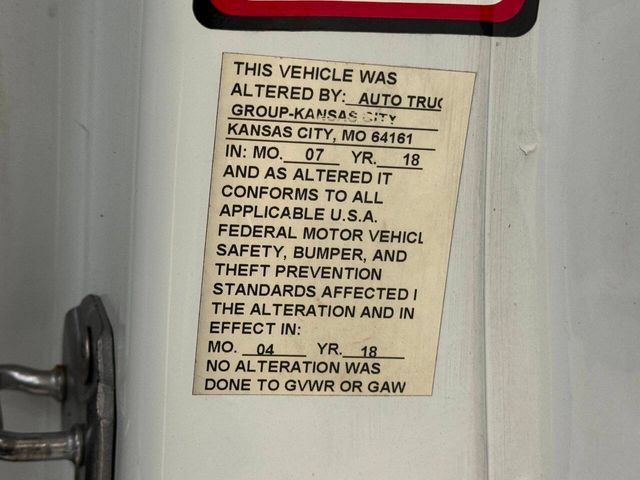 THIS VEHICLE WAS
ALTERED BY: AUTO TRUC
GROUP-KANSAS CITY
KANSAS CITY, MO 64161
IN: MO. 07 YR. 18
AND AS ALTERED IT
CONFORMS TO ALL
APPLICABLE U.S.A.
FEDERAL MOTOR VEHICL
SAFETY, BUMPER, AND
THEFT PREVENTION
STANDARDS AFFECTED I
THE ALTERATION AND IN
EFFECT IN:
MO. 04 YR. 18
NO ALTERATION WAS
DONE TO GVWR OR GAW